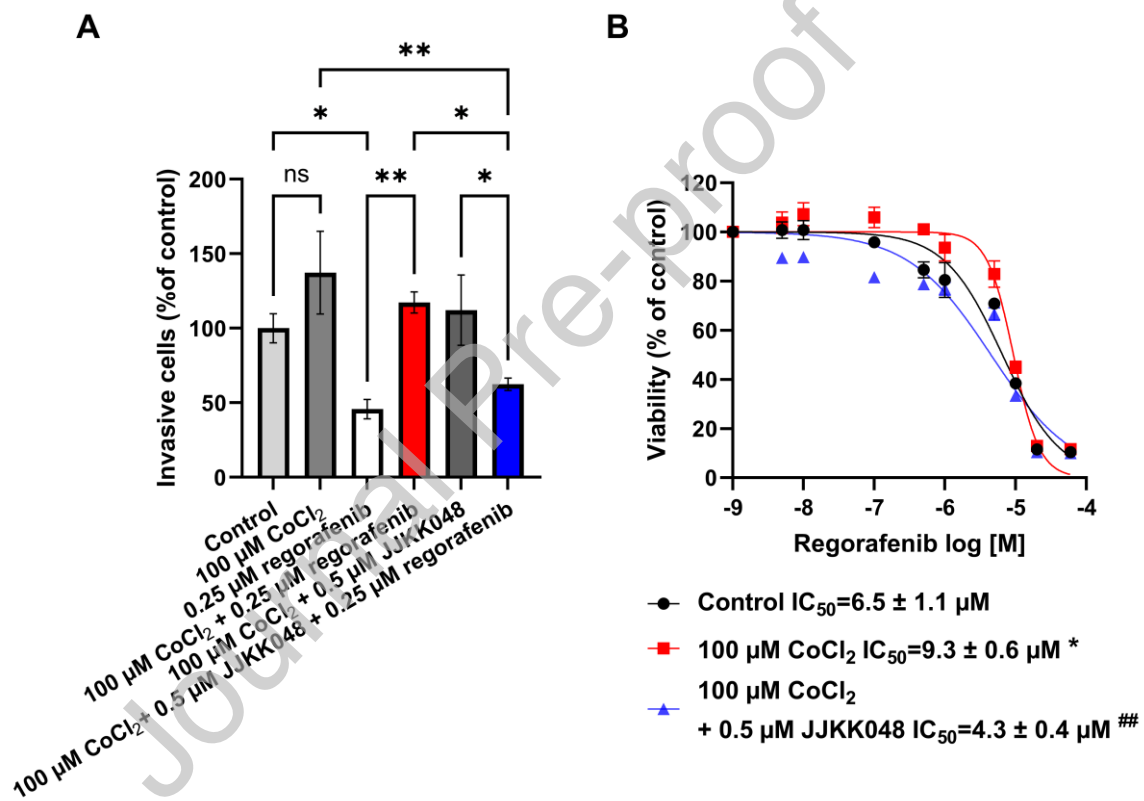 A
**
*
*
ns
**
*
Invasive cells (%of control)
200
150
100
50
0
Control
100 µM CoCl₂
0.25 µM regorafenib
100 µM CoCl₂ + 0.25 µM regorafenib
100 µM CoCl₂ + 0.5 µM JJKK048
100 µM CoCl₂+ 0.5 µM JJKK048 + 0.25 µM regorafenib
B
Viability (% of control)
120
100
80
60
40
20
0
-9
-8
-7
-6
-5
-4
Regorafenib log [M]
Control IC₅₀=6.5 ± 1.1 µM
100 µM CoCl₂ IC₅₀=9.3 ± 0.6 µM *
100 µM CoCl₂
+ 0.5 µM JJKK048 IC₅₀=4.3 ± 0.4 µM ##
Journal Pre-proof